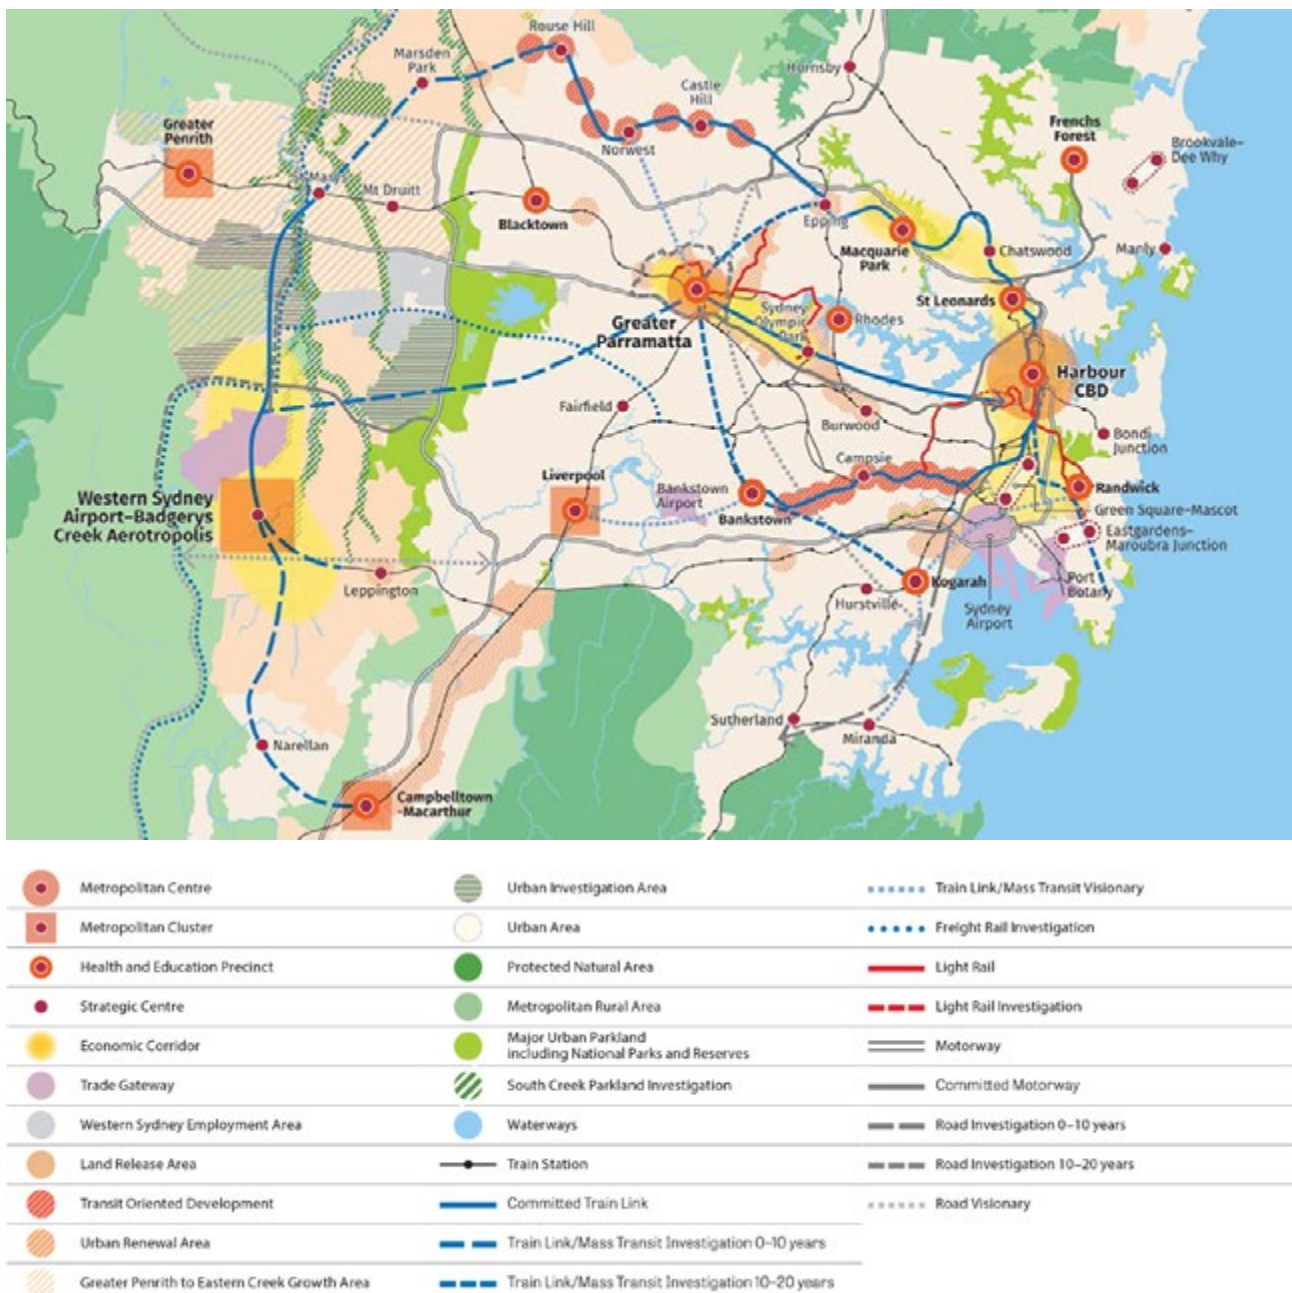 Rouse Hill
Marsden
Park
Hornsby
Castle
Hill
Greater
Penrith
Norwest
Frenchs
Forest
Brookvale–
Dee Why
St Marys
Mt Druitt
Blacktown
Epping
Macquarie
Park
Chatswood
Manly
St Leonards
Greater
Parramatta
Sydney
Olympic
Park
Rhodes
Harbour
CBD
Fairfield
Burwood
Bondi
Junction
Campsie
Liverpool
Bankstown
Airport
Bankstown
Randwick
Green Square–Mascot
Eastgardens–
Maroubra Junction
Western Sydney
Airport–Badgerys
Creek Aerotropolis
Leppington
Kogarah
Hurstville
Sydney
Airport
Port
Botany
Sutherland
Miranda
Narellan
Campbelltown
-Macarthur
Metropolitan Centre
Metropolitan Cluster
Health and Education Precinct
Strategic Centre
Economic Corridor
Trade Gateway
Western Sydney Employment Area
Land Release Area
Transit Oriented Development
Urban Renewal Area
Greater Penrith to Eastern Creek Growth Area
Urban Investigation Area
Urban Area
Protected Natural Area
Metropolitan Rural Area
Major Urban Parkland
including National Parks and Reserves
South Creek Parkland Investigation
Waterways
Train Station
Committed Train Link
Train Link/Mass Transit Investigation 0–10 years
Train Link/Mass Transit Investigation 10–20 years
Train Link/Mass Transit Visionary
Freight Rail Investigation
Light Rail
Light Rail Investigation
Motorway
Committed Motorway
Road Investigation 0–10 years
Road Investigation 10–20 years
Road Visionary